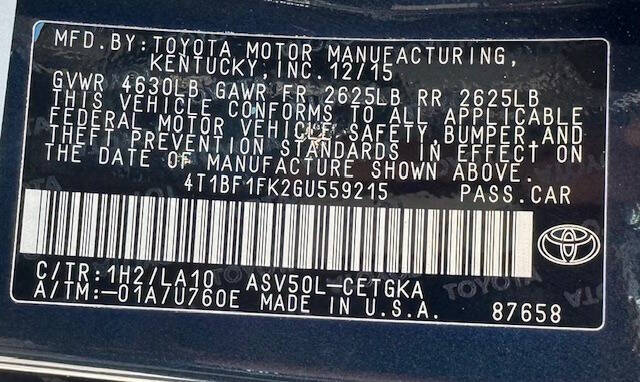 MFD.BY:TOYOTA MOTOR MANUFACTURING,
KENTUCKY,INC.12/15
GVWR 4630LB GAWR FR 2625LB RR 2625LB
THIS VEHICLE CONFORMS TO ALL APPLICABLE
FEDERAL MOTOR VEHICLE SAFETY,BUMPER,AND
THEFT PREVENTION STANDARDS IN EFFECT ON
THE DATE OF MANUFACTURE SHOWN ABOVE.
4T1BF1FK2GU559215 PASS.CAR
C/TR:1H2/LA10 ASV50L-CETGKA
A/TM:-01A/U760E MADE IN U.S.A. 87658